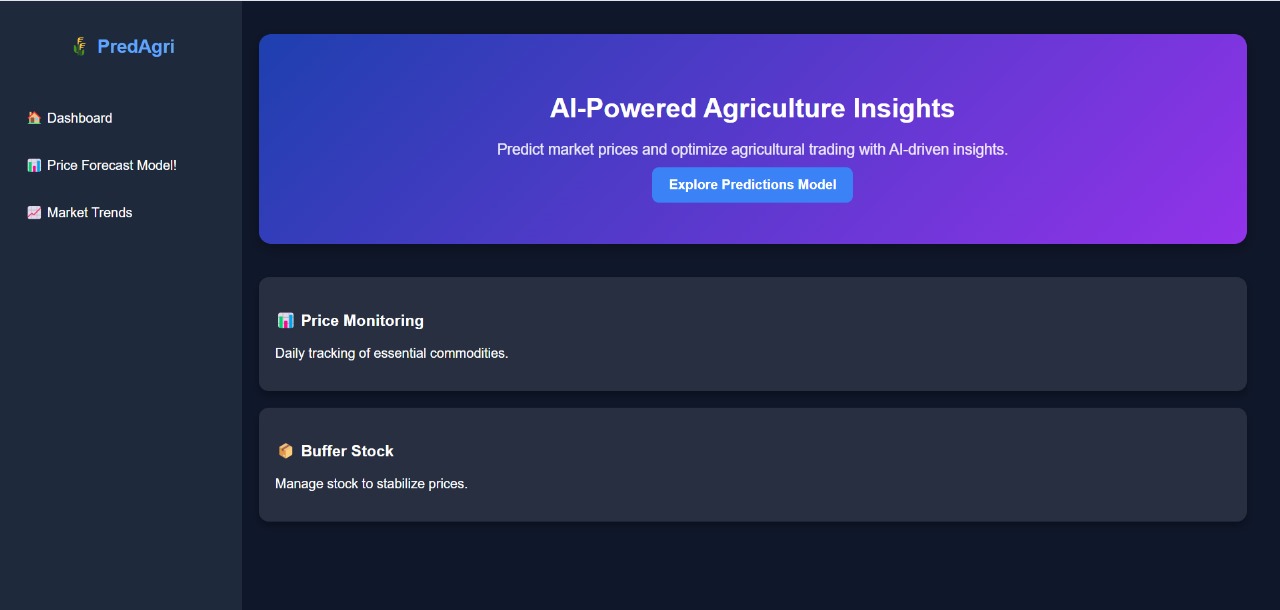 PredAgri
Dashboard
Price Forecast Model!
Market Trends
AI-Powered Agriculture Insights
Predict market prices and optimize agricultural trading with AI-driven insights.
Explore Predictions Model
Price Monitoring
Daily tracking of essential commodities.
Buffer Stock
Manage stock to stabilize prices.